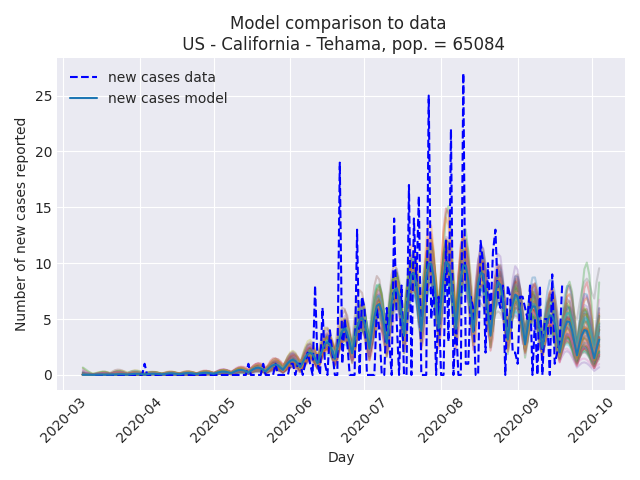 Model comparison to data
US - California - Tehama, pop. = 65084
new cases data
new cases model
Number of new cases reported
25
20
15
10
5
0
2020-03
2020-04
2020-05
2020-06
2020-07
2020-08
2020-09
2020-10
Day